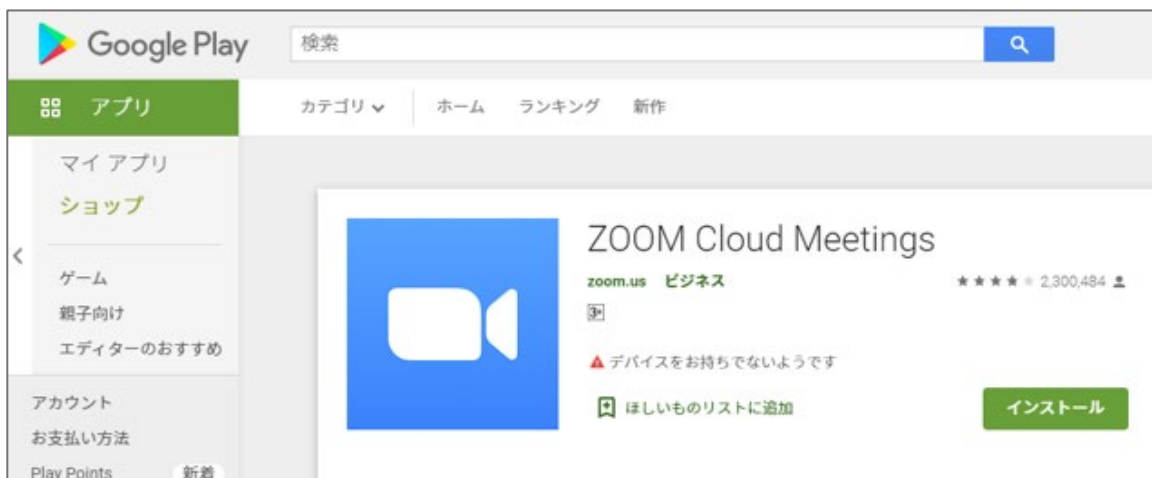 Google Play
検索
アプリ
カテゴリ ホーム ランキング 新作
マイ アプリ
ショップ
ゲーム
親子向け
エディターのおすすめ
アカウント
お支払い方法
Play Points 新着
ZOOM Cloud Meetings
zoom.us ビジネス
2,300,484
3+
デバイスをお持ちでないようです
ほしいものリストに追加
インストール